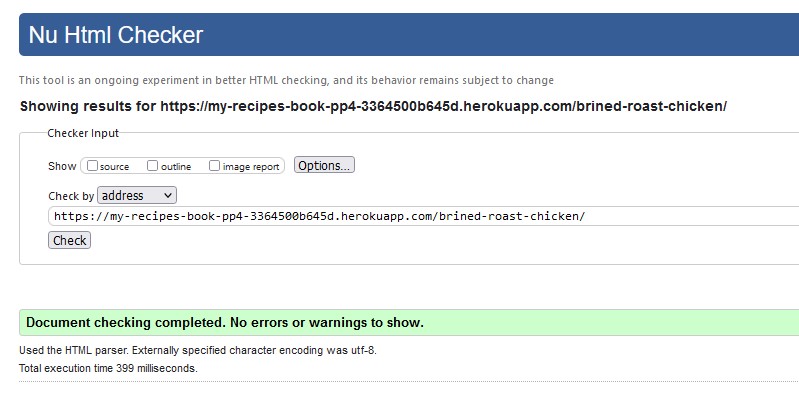 Nu Html Checker
This tool is an ongoing experiment in better HTML checking, and its behavior remains subject to change
Showing results for https://my-recipes-book-pp4-3364500b645d.herokuapp.com/brined-roast-chicken/
Checker Input
Show source outline image report Options...
Check by address
https://my-recipes-book-pp4-3364500b645d.herokuapp.com/brined-roast-chicken/
Check
Document checking completed. No errors or warnings to show.
Used the HTML parser. Externally specified character encoding was utf-8.
Total execution time 399 milliseconds.